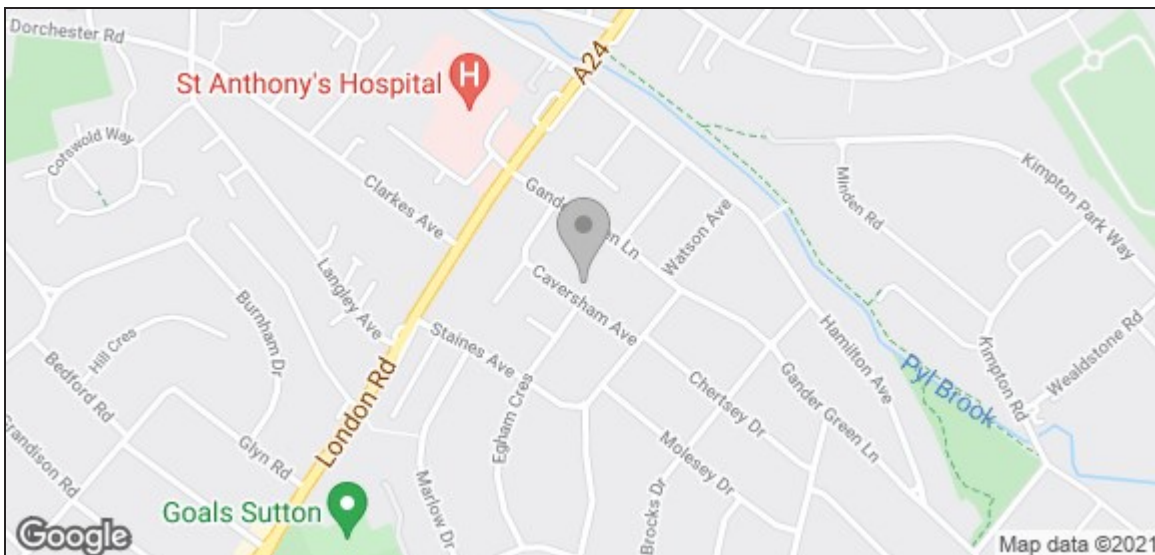 Dorchester Rd
A24
St Anthony's Hospital
H
Cotswold Way
Clarkes Ave
Gander Green Ln
Watson Ave
Minden Rd
Kimpton Park Way
Langley Ave
Burnham Dr
Hill Cres
Bedford Rd
Caversham Ave
Staines Ave
Hamilton Ave
Kimpton Rd
Wealdstone Rd
Pyl Brook
London Rd
Egham Cres
Chertsey Dr
Gander Green Ln
Grandison Rd
Glyn Rd
Molesey Dr
Marlow Dr
Brocks Dr
Goals Sutton
Google
Map data ©2021